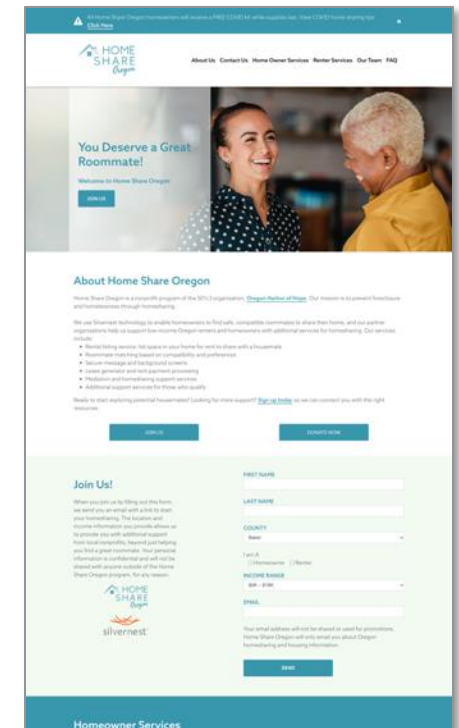 All Home Share Oregon homeowners will receive a FREE COVID kit while supplies last. View COVID home sharing tips
Click Here
HOME
SHARE
Oregon
About Us Contact Us Home Owner Services Renter Services Our Team FAQ
You Deserve a Great
Roommate!
Welcome to Home Share Oregon
JOIN US
About Home Share Oregon
Home Share Oregon is a nonprofit program of the 501c3 organization, Oregon Harbor of Hope. Our mission is to prevent foreclosure
and homelessness through homesharing.
We use Silvernest technology to enable homeowners to find safe, compatible roommates to share their home, and our partner
organizations help us support low-income Oregon renters and homeowners with additional services for homesharing. Our services
include:
Rental listing service: list space in your home for rent to share with a housemate
Roommate matching based on compatibility and preferences
Secure message and background screens
Lease generator and rent payment processing
Mediation and homesharing support services
Additional support services for those who qualify
Ready to start exploring potential housemates? Looking for more support? Sign up today so we can connect you with the right
resources.
JOIN US
DONATE NOW
Join Us!
When you join us by filling out this form,
we send you an email with a link to start
your homesharing. The location and
income information you provide allows us
to provide you with additional support
from local nonprofits, beyond just helping
you find a great roommate. Your personal
information is confidential and will not be
shared with anyone outside of the Home
Share Oregon program, for any reason.
HOME
SHARE
Oregon
silvernest
FIRST NAME
LAST NAME
COUNTY
Baker
I am A
Homeowner Renter
INCOME RANGE
EMAIL
Your email address will not be shared or used for promotions.
Home Share Oregon will only email you about Oregon
homesharing and housing information.
SEND
Homeowner Services